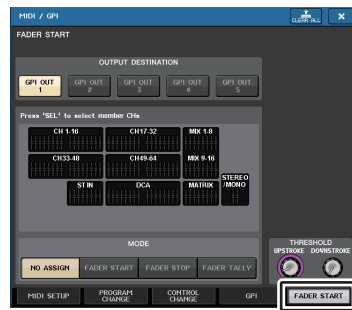 MIDI / GPI
CLEAR ALL
X
FADER START
OUTPUT DESTINATION
GPI OUT 1
GPI OUT 2
GPI OUT 3
GPI OUT 4
GPI OUT 5
Press 'SEL' to select member CHs
CH 1-16
CH17-32
MIX 1-8
CH33-48
CH49-64
MIX 9-16
ST IN
DCA
MATRIX
STEREO /MONO
MODE
NO ASSIGN
FADER START
FADER STOP
FADER TALLY
THRESHOLD
UPSTROKE
DOWNSTROKE
MIDI SETUP
PROGRAM CHANGE
CONTROL CHANGE
GPI
FADER START